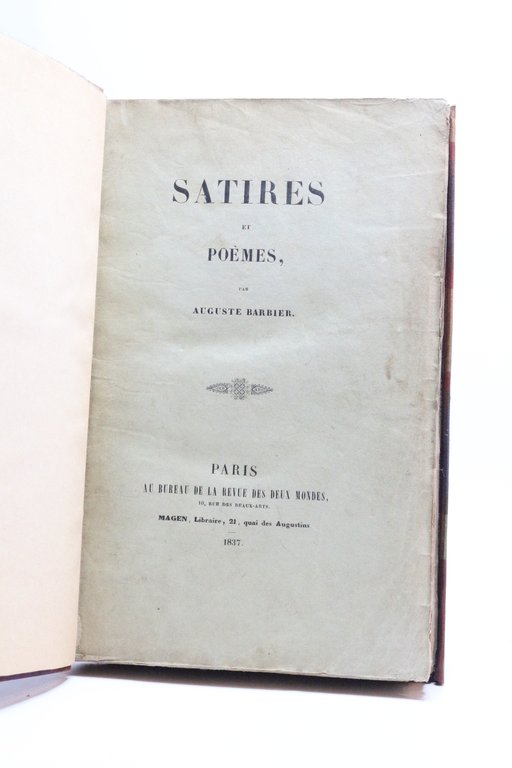 SATIRES
ET
POÈMES,
PAR
AUGUSTE BARBIER.
PARIS
AU BUREAU DE LA REVUE DES DEUX MONDES,
10, RUE DES BEAUX-ARTS.
MAGEN, Libraire, 21, quai des Augustins
1837.